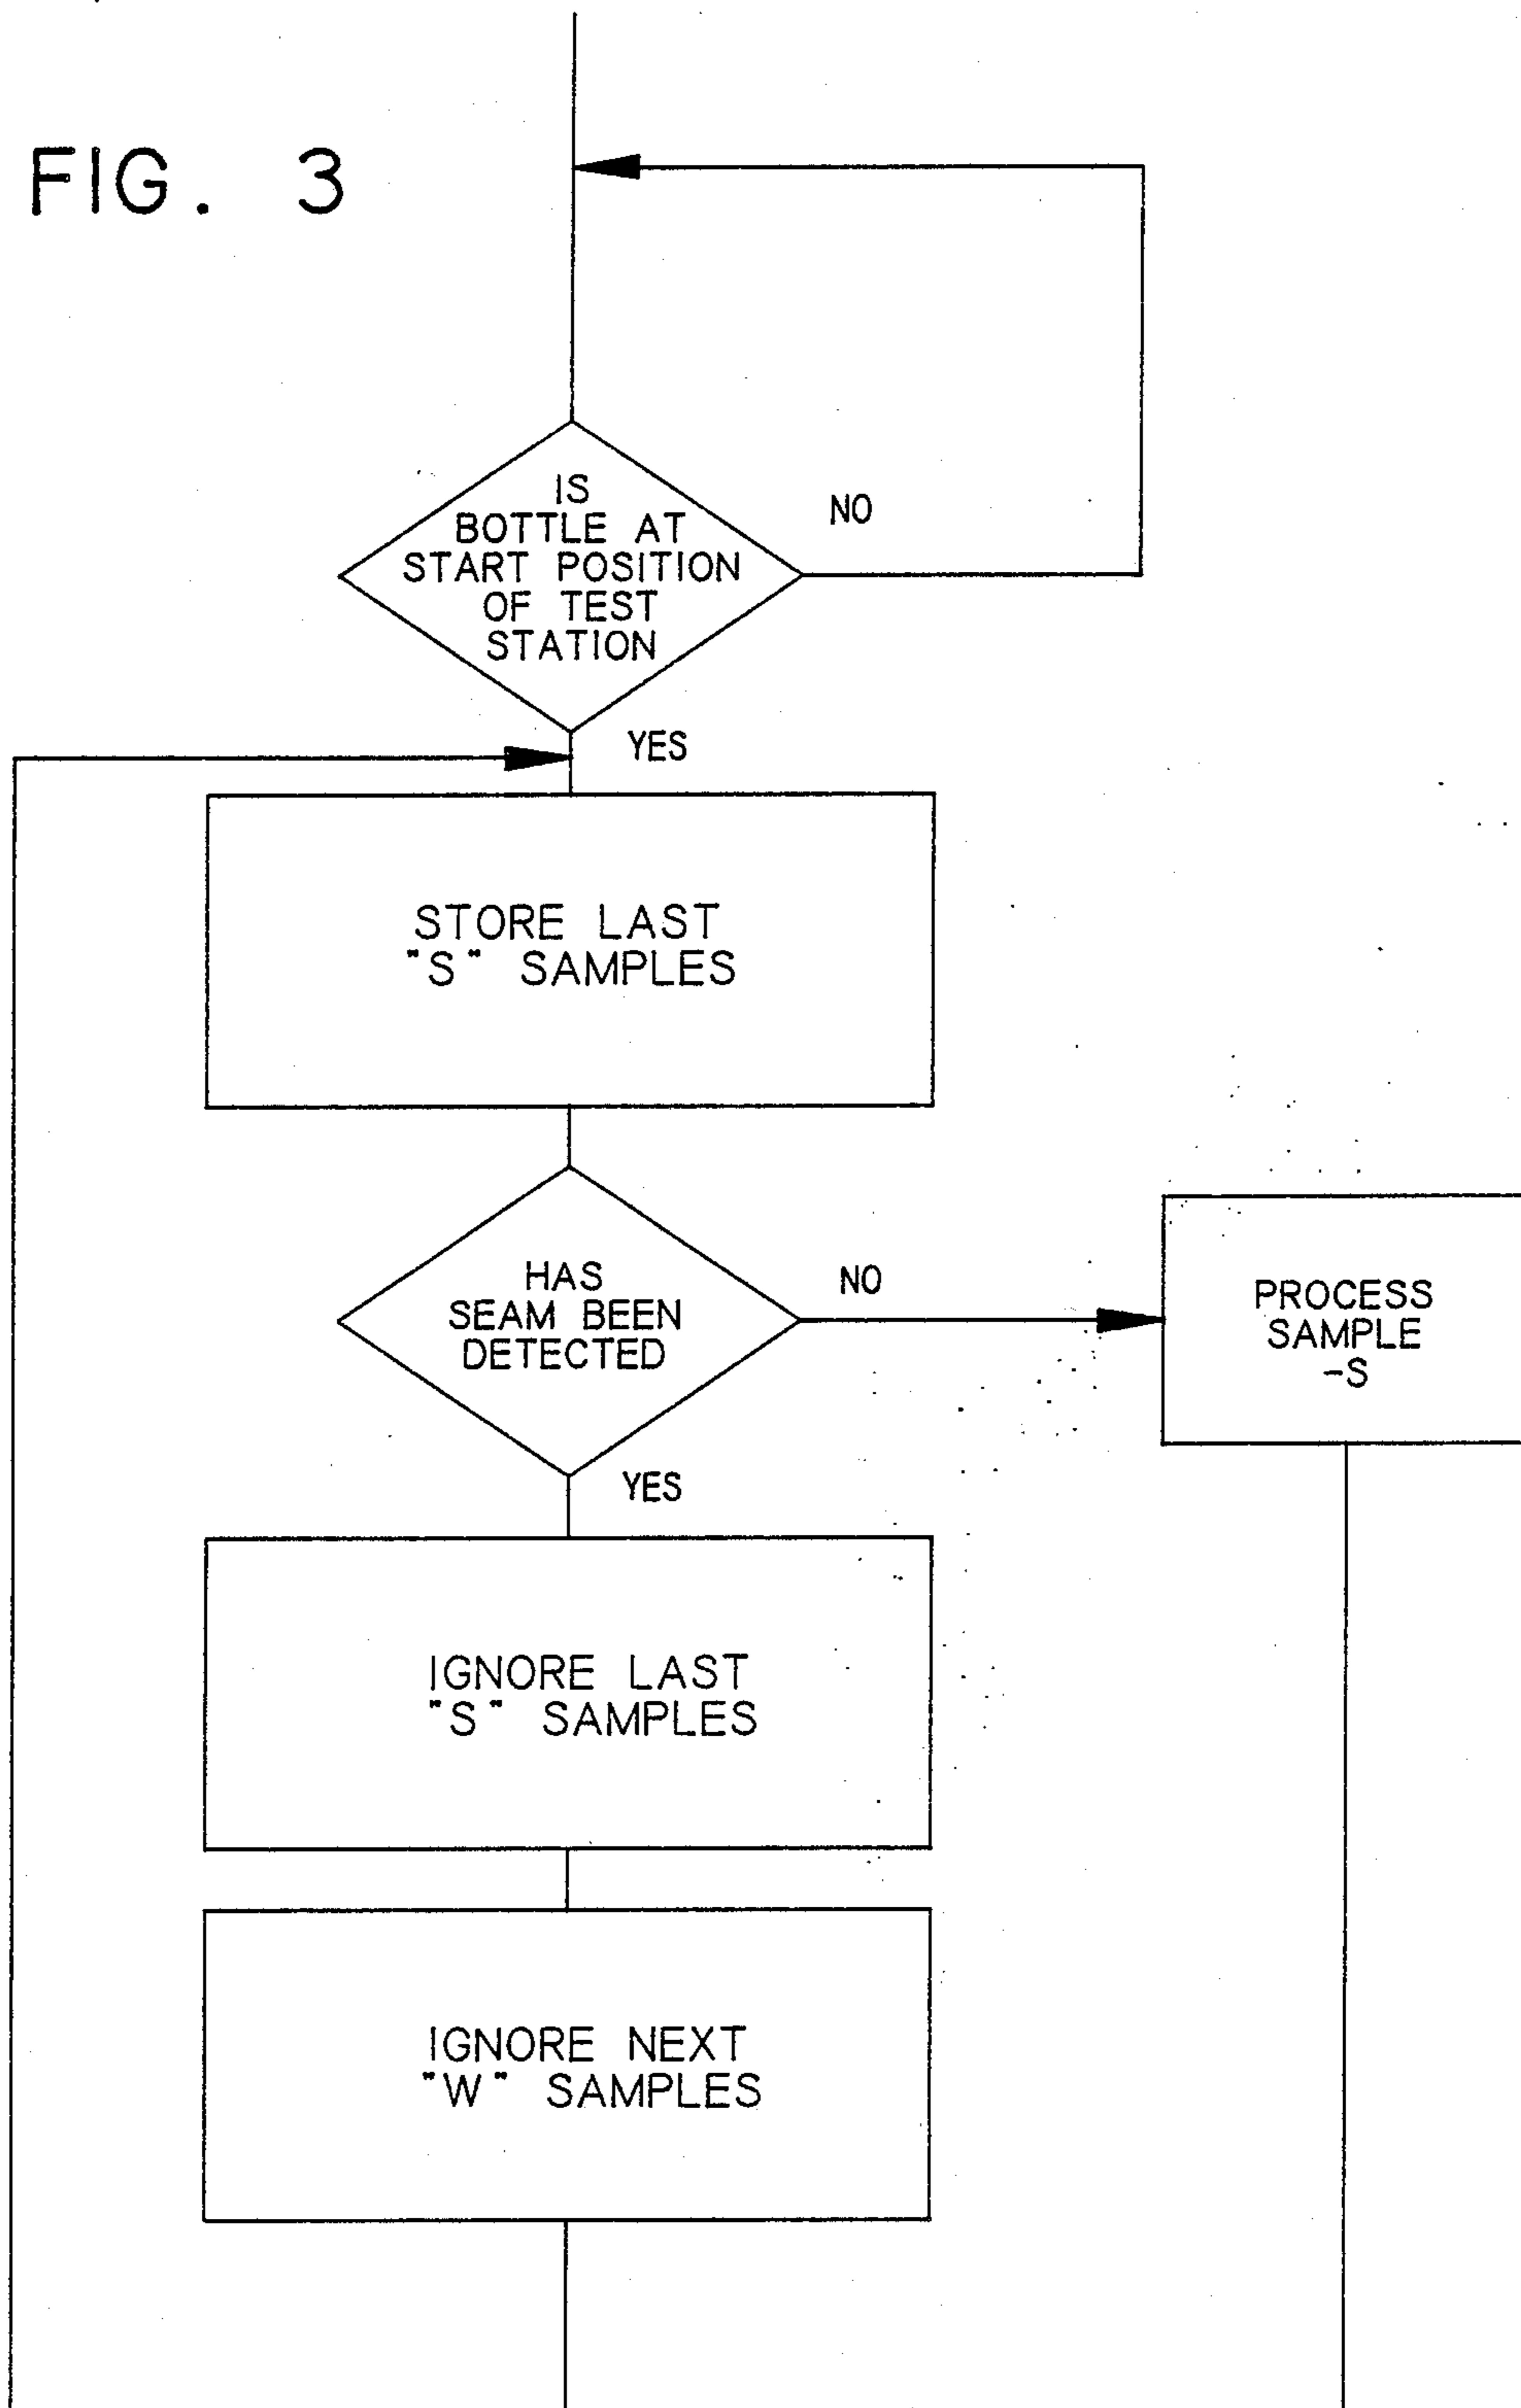 FIG. 3
IS
BOTTLE AT
START POSITION
OF TEST
STATION
NO
YES
STORE LAST
"S" SAMPLES
HAS
SEAM BEEN
DETECTED
NO
PROCESS
SAMPLE
-S
YES
IGNORE LAST
"S" SAMPLES
IGNORE NEXT
"W" SAMPLES